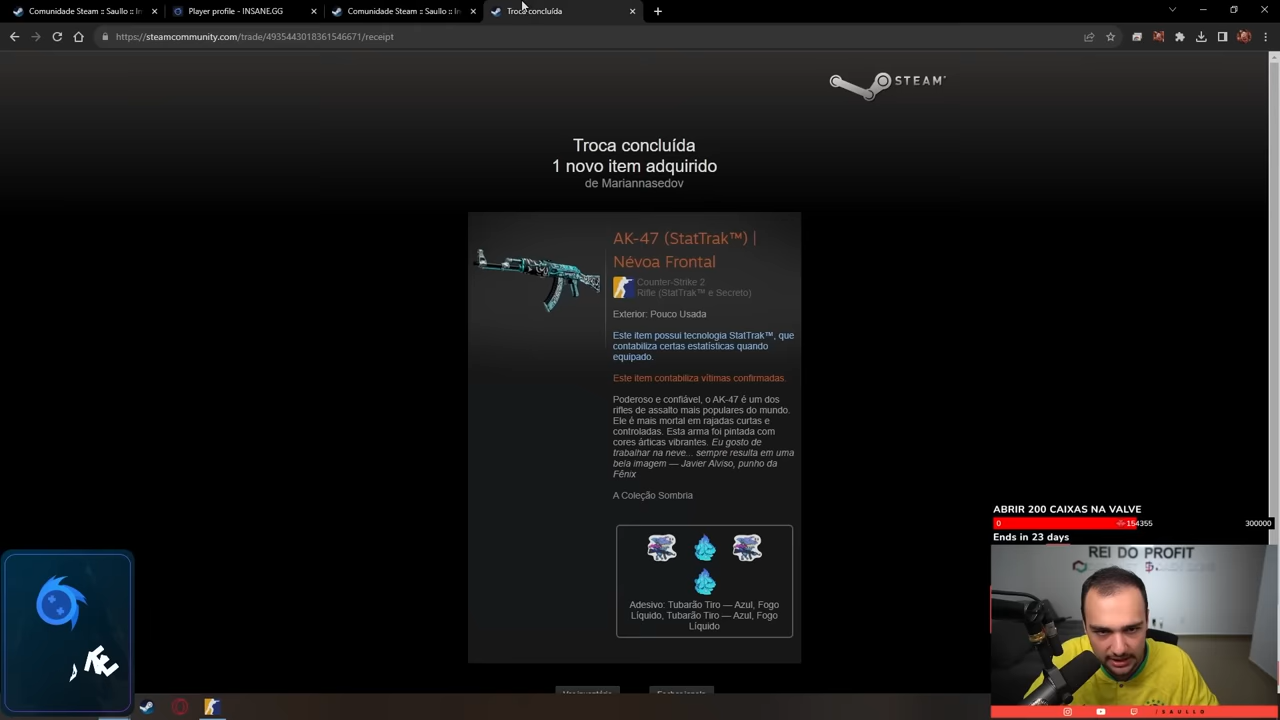 Comunidade Steam :: Saullo :: In
Player profile - INSANE.GG
Comunidade Steam :: Saullo :: In
Troca concluída
https://steamcommunity.com/trade/4935443018361546671/receipt
STEAM
Troca concluída
1 novo item adquirido
de Mariannasedov
AK-47 (StatTrak™) |
Névoa Frontal
Counter-Strike 2
Rifle (StatTrak™ e Secreto)
Exterior: Pouco Usada
Este item possui tecnologia StatTrak™, que
contabiliza certas estatísticas quando
equipado.
Este item contabiliza vítimas confirmadas.
Poderoso e confiável, o AK-47 é um dos
rifles de assalto mais populares do mundo.
Ele é mais mortal em rajadas curtas e
controladas. Esta arma foi pintada com
cores árticas vibrantes. Eu gosto de
trabalhar na neve... sempre resulta em uma
bela imagem — Javier Alviso, punho da
Fênix
A Coleção Sombria
Adesivo: Tubarão Tiro — Azul, Fogo
Líquido, Tubarão Tiro — Azul, Fogo
Líquido
ABRIR 200 CAIXAS NA VALVE
0 154355 300000
Ends in 23 days
REI DO PROFIT
/SAULLO